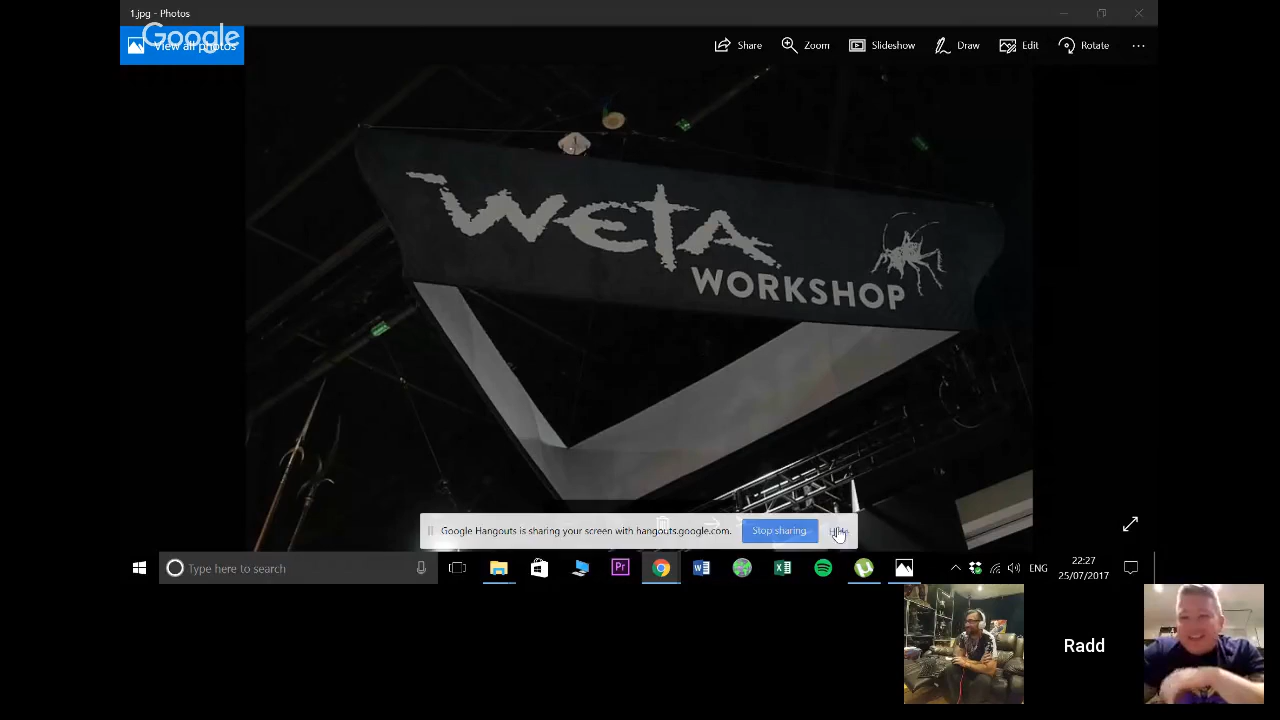 1.jpg - Photos
Google
View all photos
Share
Zoom
Slideshow
Draw
Edit
Rotate
WETA
WORKSHOP
Google Hangouts is sharing your screen with hangouts.google.com.
Stop sharing
Hide
Type here to search
Pr
ENG
22:27
25/07/2017
Radd